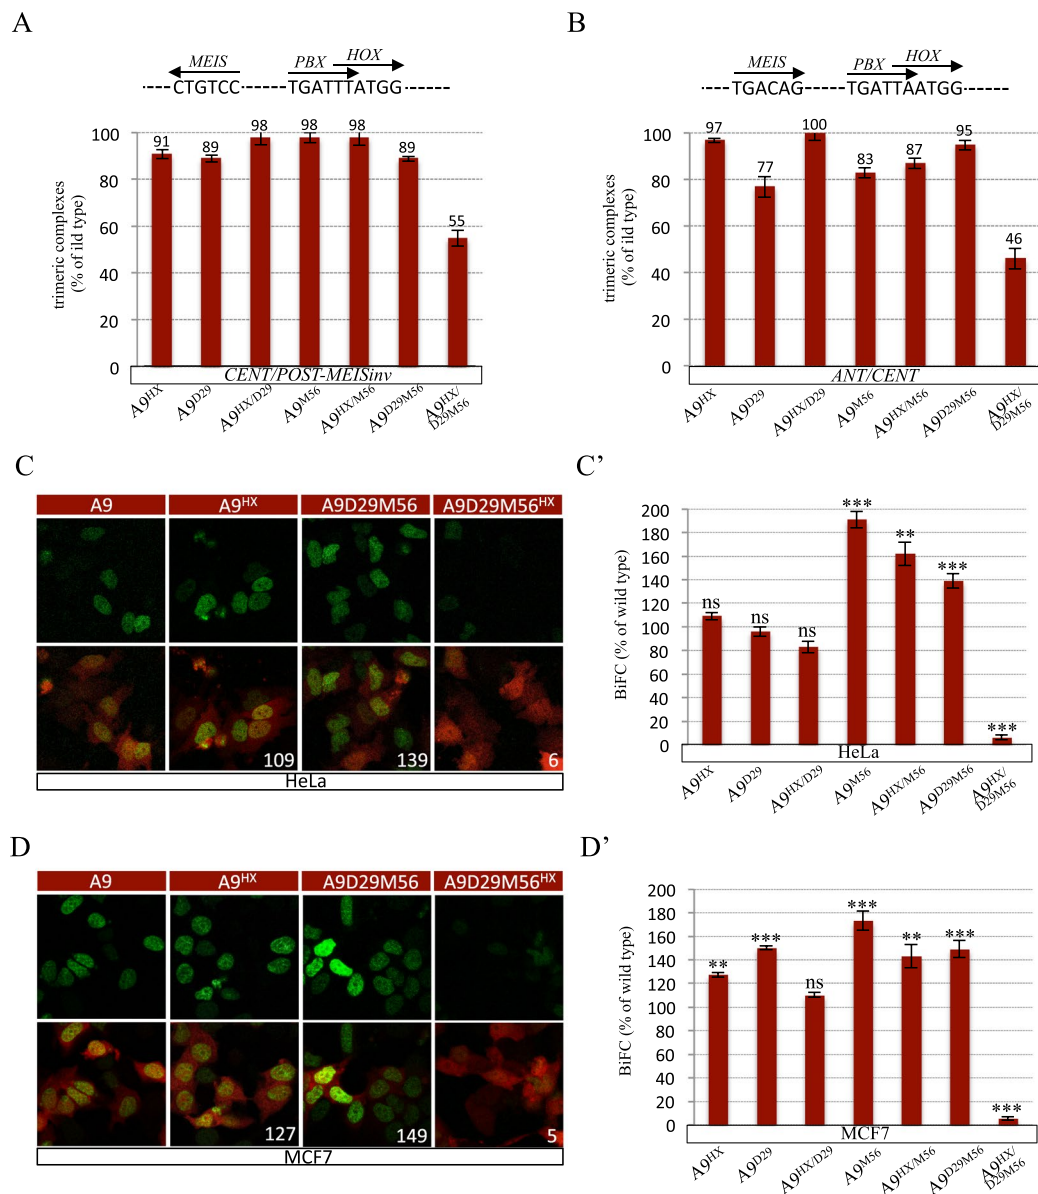 A
MEIS PBX HOX
----CTGTCC------TGATTTATGG------
trimeric complexes
(% of ild type)
100
80
60
40
20
0
91 89 98 98 98 89 55
CENT/POST-MEISinv
A9HX A9D29 A9HX/D29 A9M56 A9HX/M56 A9D29M56 A9HX/D29M56
B
MEIS PBX HOX
---TGACAG------TGATTAATGG------
trimeric complexes
(% of ild type)
100
80
60
40
20
0
97 77 100 83 87 95 46
ANT/CENT
A9HX A9D29 A9HX/D29 A9M56 A9HX/M56 A9D29M56 A9HX/D29M56
C
A9 A9HX A9D29M56 A9D29M56HX
109 139 6
HeLa
C’
BiFC (% of wild type)
200
180
160
140
120
100
80
60
40
20
0
ns ns ns *** ** *** ***
HeLa
A9HX A9D29 A9HX/D29 A9M56 A9HX/M56 A9D29M56 A9HX/D29M56
D
A9 A9HX A9D29M56 A9D29M56HX
127 149 5
MCF7
D’
BiFC (% of wild type)
200
180
160
140
120
100
80
60
40
20
0
** *** ns *** ** *** ***
MCF7
A9HX A9D29 A9HX/D29 A9M56 A9HX/M56 A9D29M56 A9HX/D29M56